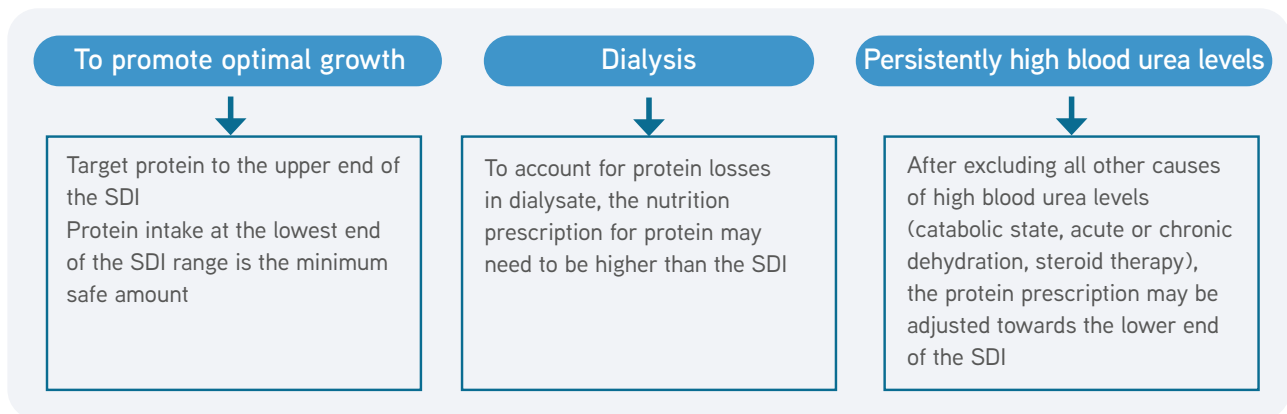 To promote optimal growth
Target protein to the upper end of
the SDI
Protein intake at the lowest end
of the SDI range is the minimum
safe amount
Dialysis
To account for protein losses
in dialysate, the nutrition
prescription for protein may
need to be higher than the SDI
Persistently high blood urea levels
After excluding all other causes
of high blood urea levels
(catabolic state, acute or chronic
dehydration, steroid therapy),
the protein prescription may be
adjusted towards the lower end
of the SDI